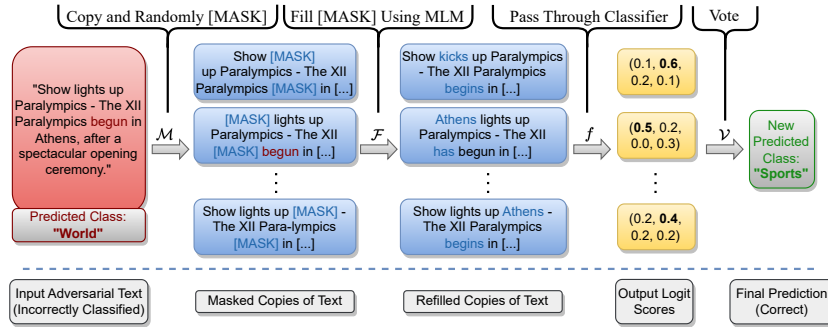 Copy and Randomly [MASK]
Fill [MASK] Using MLM
Pass Through Classifier
Vote
"Show lights up
Paralympics - The XII
Paralympics begun in
Athens, after a
spectacular opening
ceremony."
Predicted Class:
"World"
M
Show [MASK]
up Paralympics - The XII
Paralympics [MASK] in [...]
[MASK] lights up
Paralympics - The XII
[MASK] begun in [...]
Show lights up [MASK] -
The XII Para-lympics
[MASK] in [...]
F
Show kicks up Paralympics
- The XII Paralympics
begins in [...]
Athens lights up
Paralympics - The XII
has begun in [...]
Show lights up Athens -
The XII Paralympics
begins in [...]
f
(0.1, 0.6,
0.2, 0.1)
(0.5, 0.2,
0.0, 0.3)
(0.2, 0.4,
0.2, 0.2)
V
New
Predicted
Class:
"Sports"
Input Adversarial Text
(Incorrectly Classified)
Masked Copies of Text
Refilled Copies of Text
Output Logit
Scores
Final Prediction
(Correct)